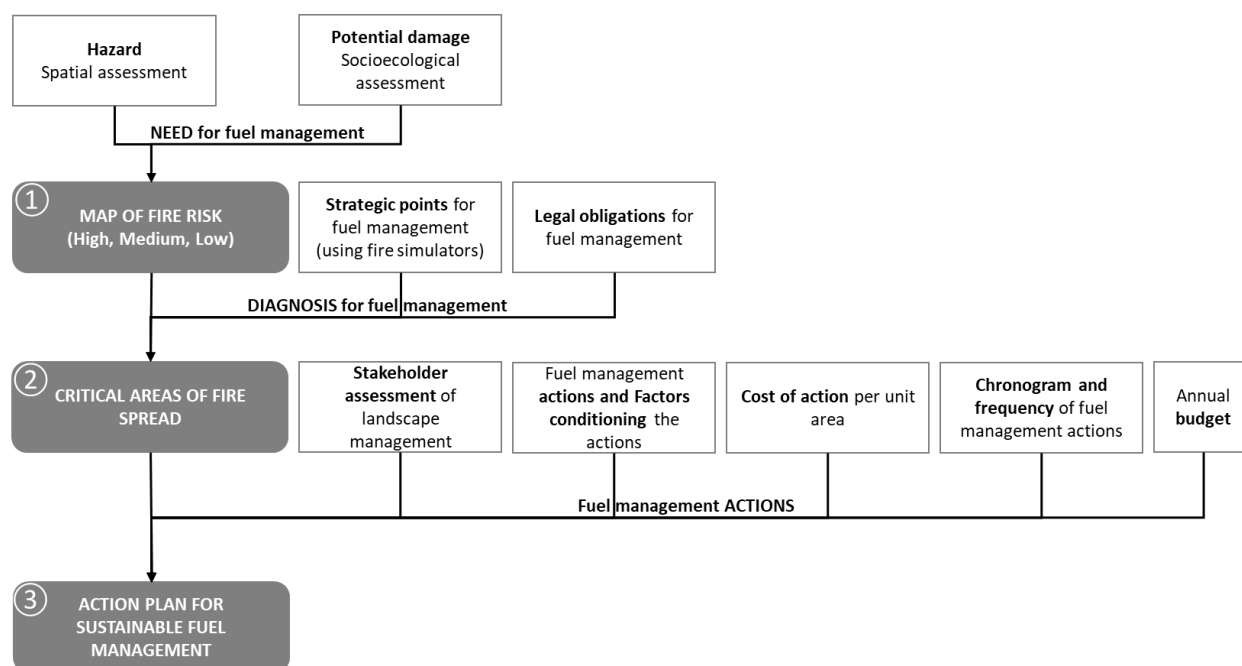 Hazard
Spatial assessment
Potential damage
Socioecological
assessment
NEED for fuel management
1
MAP OF FIRE RISK
(High, Medium, Low)
Strategic points for
fuel management
(using fire simulators)
Legal obligations for
fuel management
DIAGNOSIS for fuel management
2
CRITICAL AREAS OF FIRE
SPREAD
Stakeholder
assessment of
landscape
management
Fuel management
actions and Factors
conditioning the
actions
Cost of action per unit
area
Chronogram and
frequency of fuel
management actions
Annual
budget
Fuel management ACTIONS
3
ACTION PLAN FOR
SUSTAINABLE FUEL
MANAGEMENT